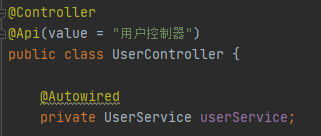 @Controller
@Api(value = "用户控制器")
public class UserController {
@Autowired
private UserService userService;